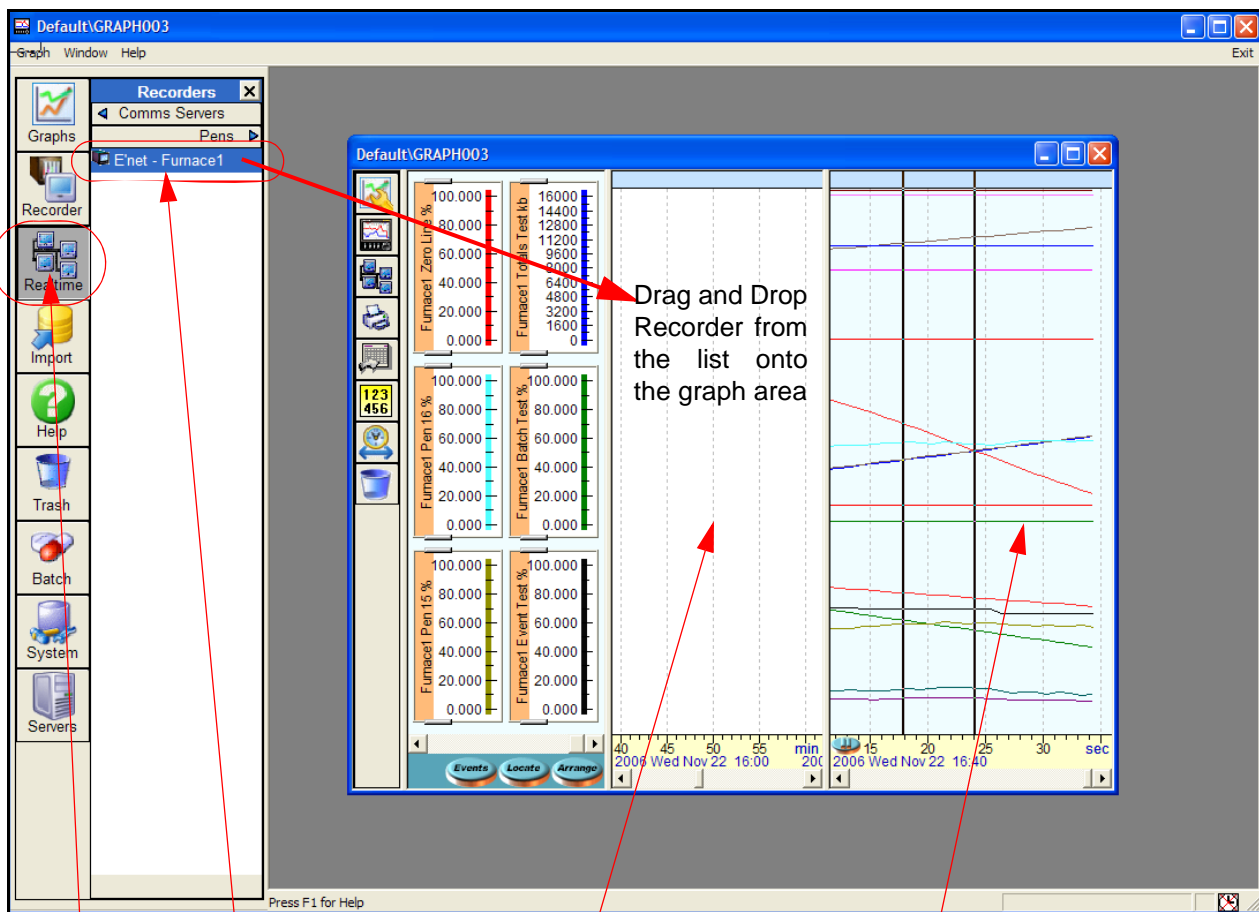 Default\GRAPH003
Graph Window Help Exit
Recorders
Comms Servers
Pens
E'net - Furnace1
Graphs
Recorder
Realtime
Import
Help
Trash
Batch
System
Servers
Default\GRAPH003
123
456
Furnace1 Zero Line %
100.000
80.000
60.000
40.000
20.000
0.000
Furnace1 Totals Test kb
16000
14400
12800
11200
9600
8000
6400
4800
3200
1600
0
Furnace1 Pen 16 %
100.000
80.000
60.000
40.000
20.000
0.000
Furnace1 Batch Test %
100.000
80.000
60.000
40.000
20.000
0.000
Furnace1 Pen 15 %
100.000
80.000
60.000
40.000
20.000
0.000
Furnace1 Event Test %
100.000
80.000
60.000
40.000
20.000
0.000
Events Locate Arrange
Drag and Drop
Recorder from
the list onto
the graph area
40 45 50 55 min
2006 Wed Nov 22 16:00 200
15 20 25 30 sec
2006 Wed Nov 22 16:40
Press F1 for Help